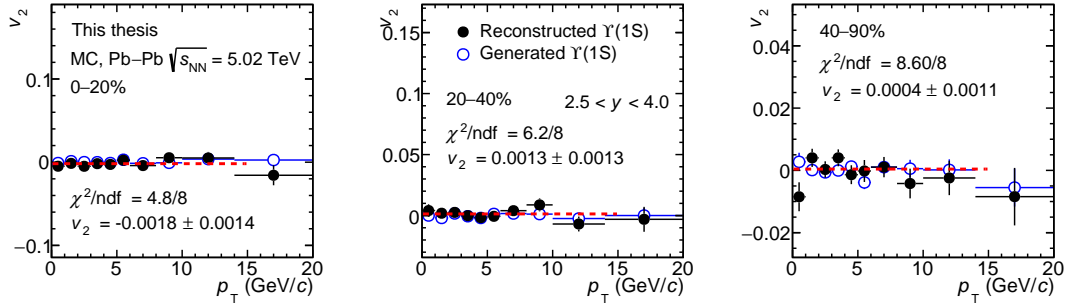 v₂
This thesis
MC, Pb−Pb √sNN = 5.02 TeV
0−20%
0.1
0
−0.1
χ²/ndf = 4.8/8
v₂ = -0.0018 ± 0.0014
0 5 10 15 20
pT (GeV/c)
v₂
Reconstructed ϒ(1S)
Generated ϒ(1S)
0.15
0.1
0.05
0
20−40%
2.5 < y < 4.0
χ²/ndf = 6.2/8
v₂ = 0.0013 ± 0.0013
0 5 10 15 20
pT (GeV/c)
v₂
40−90%
χ²/ndf = 8.60/8
v₂ = 0.0004 ± 0.0011
0.04
0.02
0
−0.02
0 5 10 15 20
pT (GeV/c)